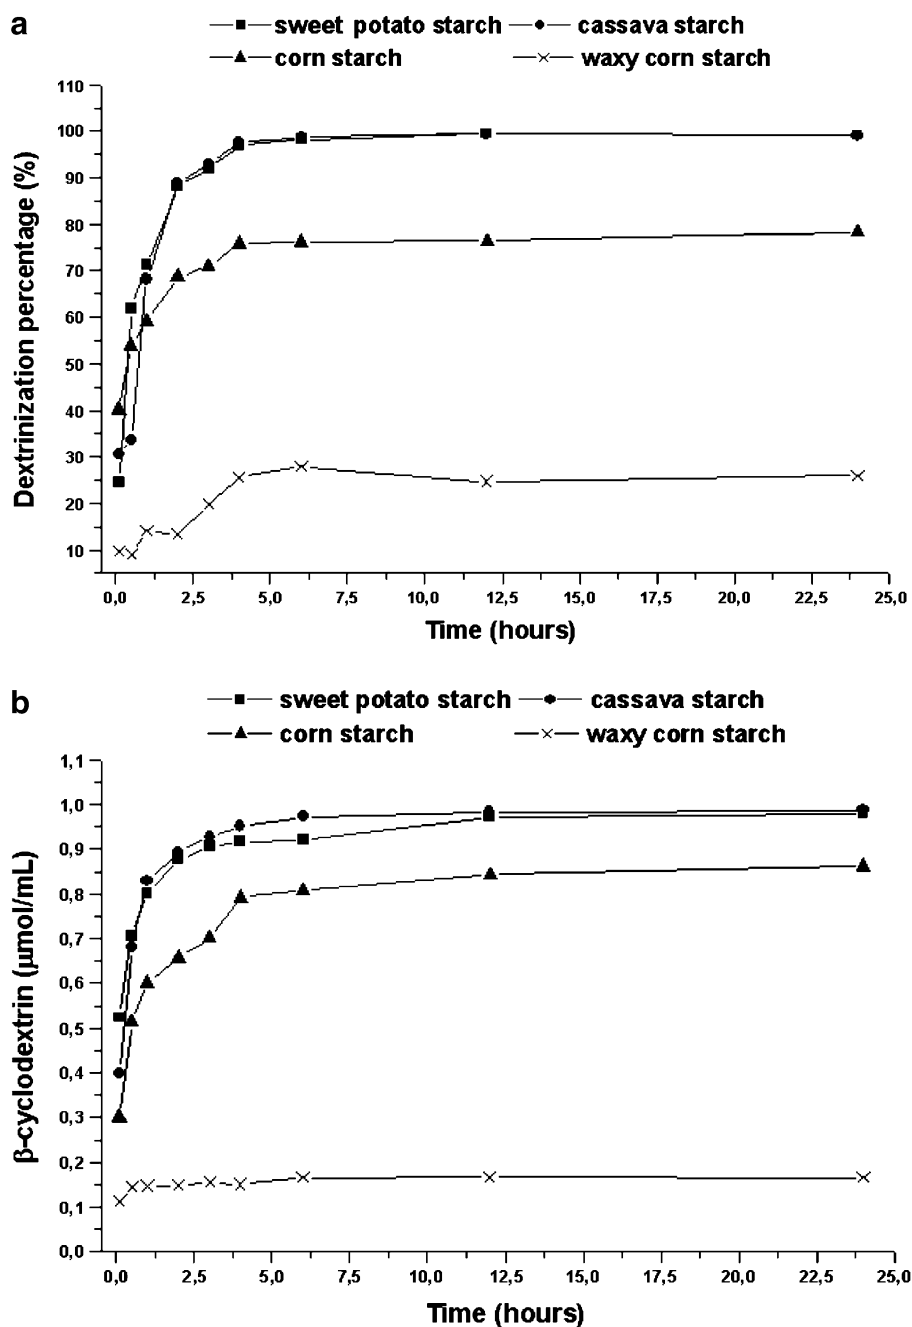 a
sweet potato starch cassava starch
corn starch waxy corn starch
110
100
90
80
70
60
50
40
30
20
10
Dextrinization percentage (%)
0,0 2,5 5,0 7,5 10,0 12,5 15,0 17,5 20,0 22,5 25,0
Time (hours)
b
sweet potato starch cassava starch
corn starch waxy corn starch
1,1
1,0
0,9
0,8
0,7
0,6
0,5
0,4
0,3
0,2
0,1
0,0
β-cyclodextrin (μmol/mL)
0,0 2,5 5,0 7,5 10,0 12,5 15,0 17,5 20,0 22,5 25,0
Time (hours)